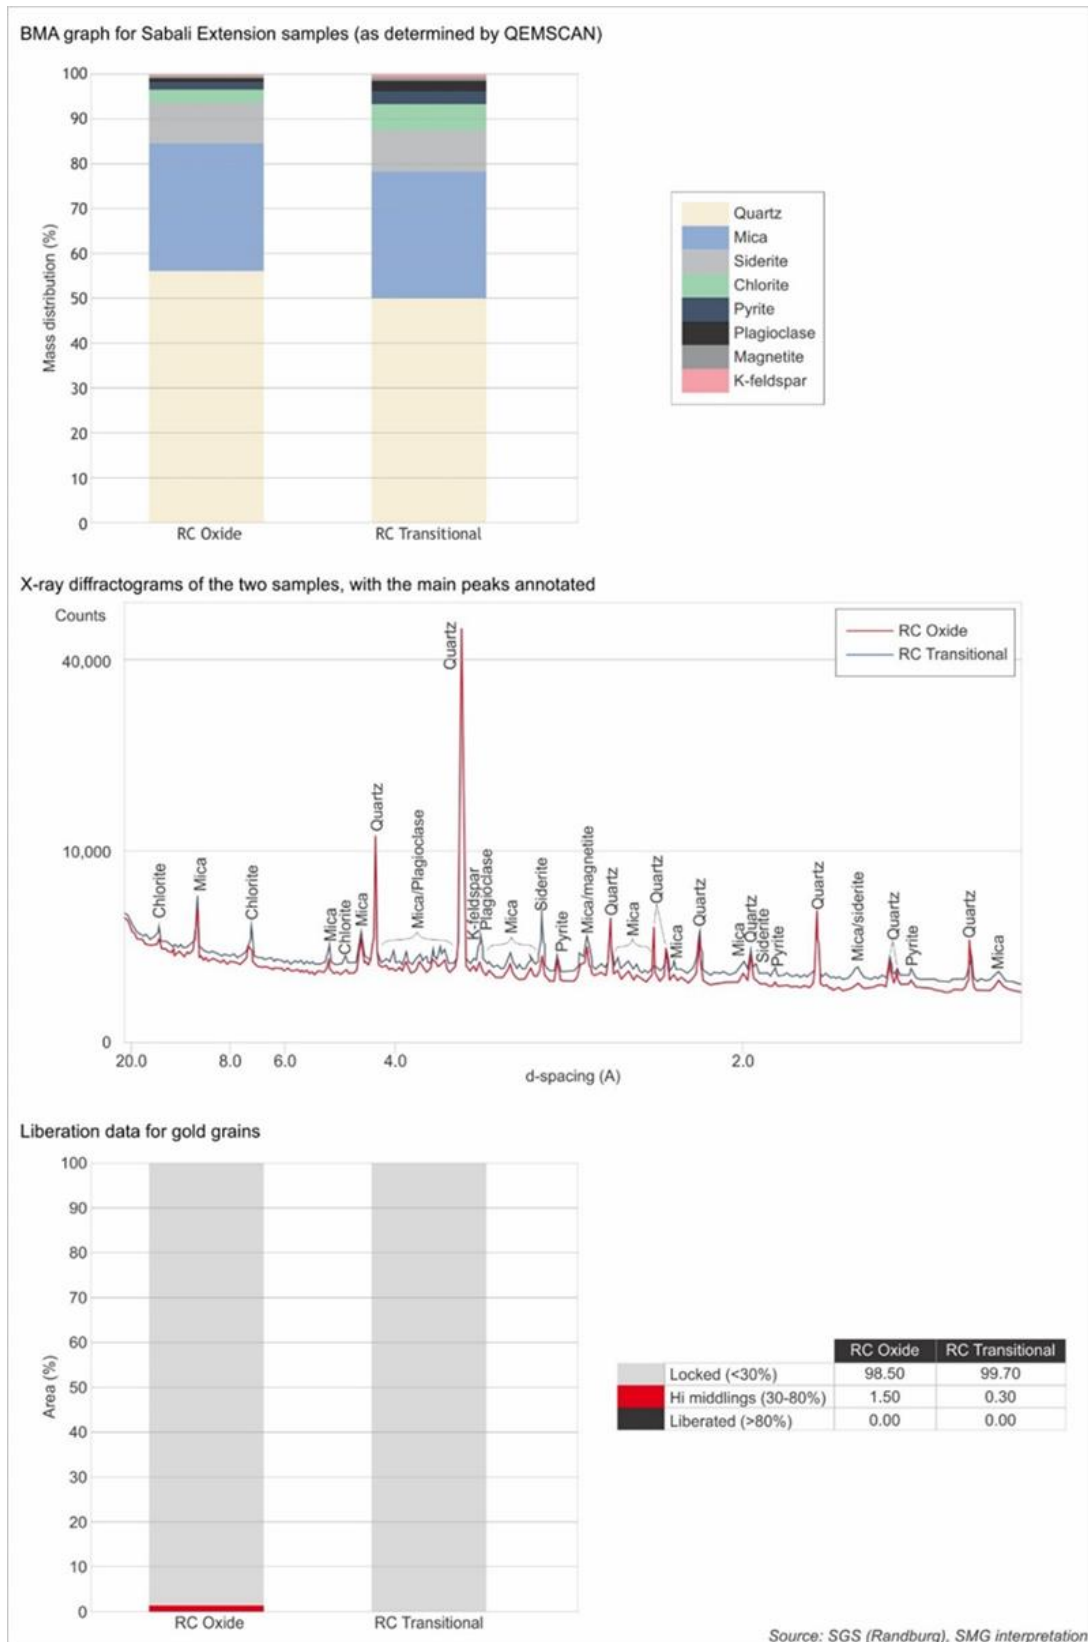 BMA graph for Sabali Extension samples (as determined by QEMSCAN)
100
90
80
70
60
50
40
30
20
10
0
Mass distribution (%)
RC Oxide
RC Transitional
Quartz
Mica
Siderite
Chlorite
Pyrite
Plagioclase
Magnetite
K-feldspar
X-ray diffractograms of the two samples, with the main peaks annotated
Counts
40,000
10,000
0
RC Oxide
RC Transitional
Chlorite
Mica
Chlorite
Mica
Chlorite
Mica
Quartz
Mica/Plagioclase
Quartz
K-feldspar
Plagioclase
Mica
Siderite
Pyrite
Mica/magnetite
Quartz
Mica
Quartz
Mica
Quartz
Mica
Quartz
Siderite
Pyrite
Quartz
Mica/siderite
Quartz
Pyrite
Quartz
Mica
20.0
8.0
6.0
4.0
2.0
d-spacing (A)
Liberation data for gold grains
100
90
80
70
60
50
40
30
20
10
0
Area (%)
RC Oxide
RC Transitional
RC Oxide RC Transitional
Locked (<30%) 98.50 99.70
Hi middlings (30-80%) 1.50 0.30
Liberated (>80%) 0.00 0.00
Source: SGS (Randburg), SMG interpretation